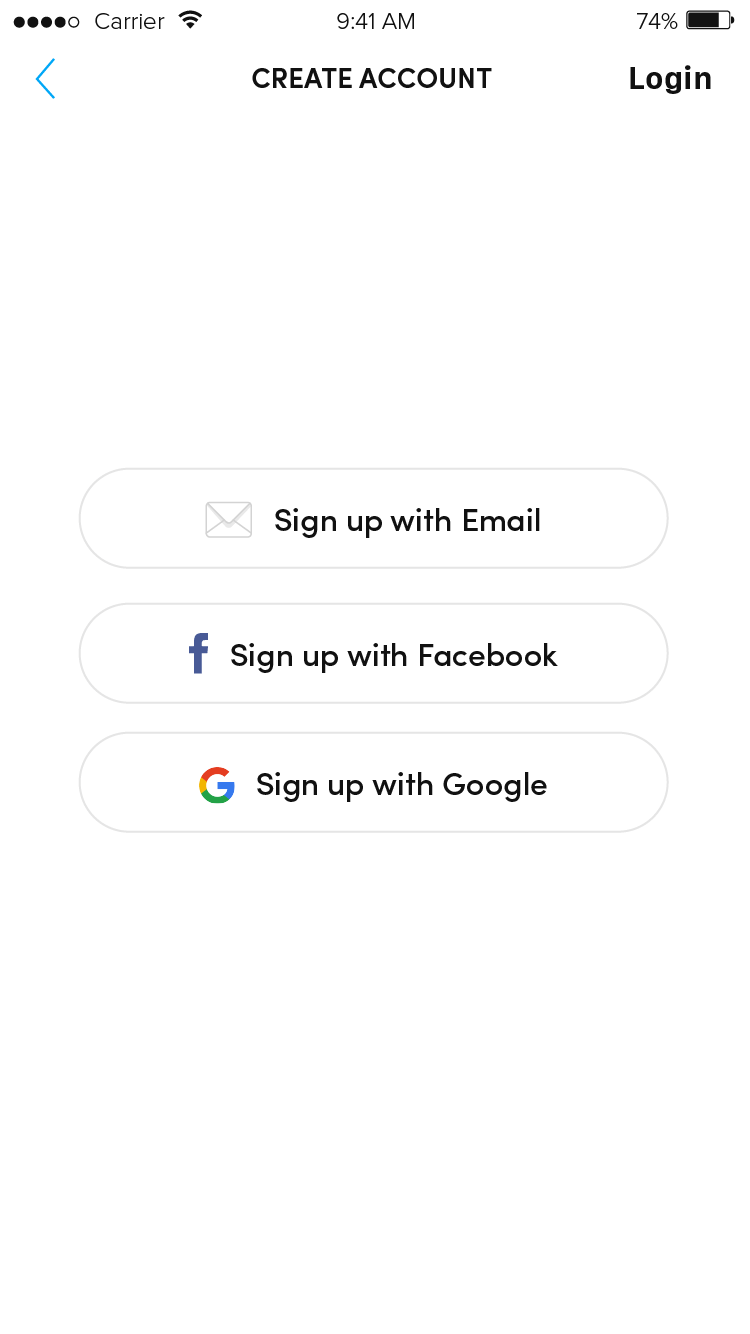 Carrier 9:41 AM 74%
CREATE ACCOUNT Login
Sign up with Email
Sign up with Facebook
Sign up with Google